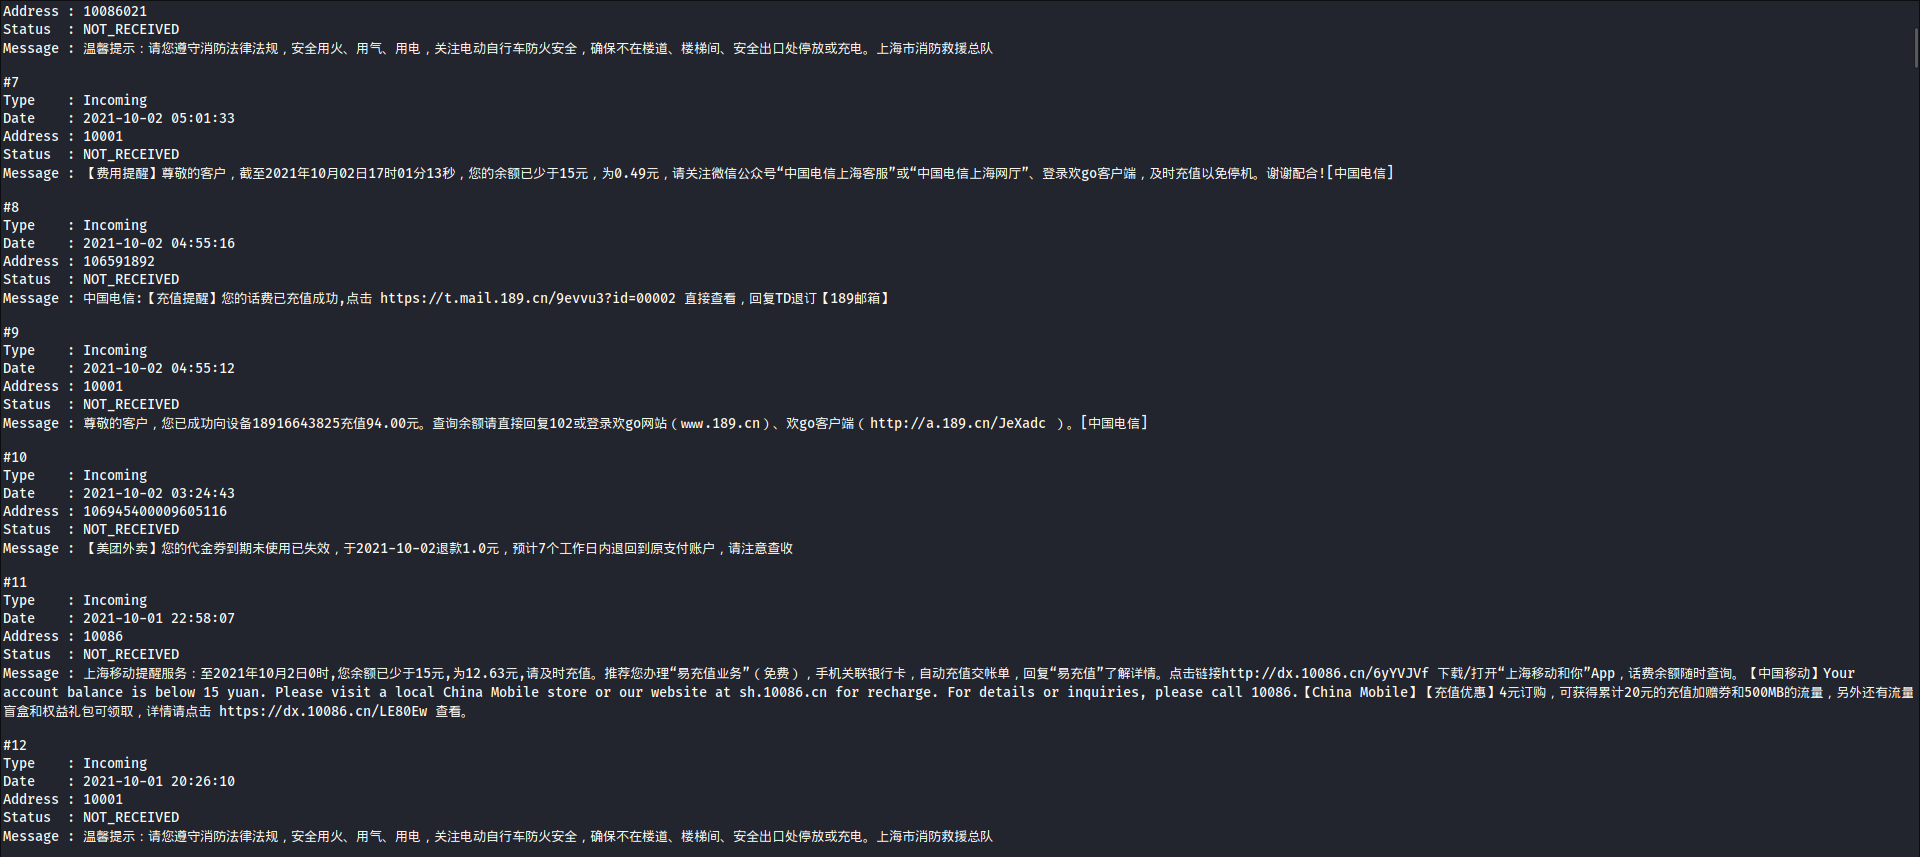 Address : 10086021
Status  : NOT_RECEIVED
Message : 温馨提示：请您遵守消防法律法规，安全用火、用气、用电，关注电动自行车防火安全，确保不在楼道、楼梯间、安全出口处停放或充电。上海市消防救援总队
#7
Type    : Incoming
Date    : 2021-10-02 05:01:33
Address : 10001
Status  : NOT_RECEIVED
Message : 【费用提醒】尊敬的客户，截至2021年10月02日17时01分13秒，您的余额已少于15元，为0.49元，请关注微信公众号“中国电信上海客服”或“中国电信上海网厅”、登录欢go客户端，及时充值以免停机。谢谢配合![中国电信]
#8
Type    : Incoming
Date    : 2021-10-02 04:55:16
Address : 106591892
Status  : NOT_RECEIVED
Message : 中国电信:【充值提醒】您的话费已充值成功,点击 https://t.mail.189.cn/9evvu3?id=00002 直接查看，回复TD退订【189邮箱】
#9
Type    : Incoming
Date    : 2021-10-02 04:55:12
Address : 10001
Status  : NOT_RECEIVED
Message : 尊敬的客户，您已成功向设备18916643825充值94.00元。查询余额请直接回复102或登录欢go网站（www.189.cn）、欢go客户端（ http://a.189.cn/JeXadc ）。[中国电信]
#10
Type    : Incoming
Date    : 2021-10-02 03:24:43
Address : 106945400009605116
Status  : NOT_RECEIVED
Message : 【美团外卖】您的代金券到期未使用已失效，于2021-10-02退款1.0元，预计7个工作日内退回到原支付账户，请注意查收
#11
Type    : Incoming
Date    : 2021-10-01 22:58:07
Address : 10086
Status  : NOT_RECEIVED
Message : 上海移动提醒服务：至2021年10月2日0时,您余额已少于15元,为12.63元,请及时充值。推荐您办理“易充值业务”（免费），手机关联银行卡，自动充值交帐单，回复“易充值”了解详情。点击链接http://dx.10086.cn/6yYVJVf 下载/打开“上海移动和你”App，话费余额随时查询。【中国移动】Your
account balance is below 15 yuan. Please visit a local China Mobile store or our website at sh.10086.cn for recharge. For details or inquiries, please call 10086.【China Mobile】【充值优惠】4元订购，可获得累计20元的充值加赠券和500MB的流量，另外还有流量
盲盒和权益礼包可领取，详情请点击 https://dx.10086.cn/LE80Ew 查看。
#12
Type    : Incoming
Date    : 2021-10-01 20:26:10
Address : 10001
Status  : NOT_RECEIVED
Message : 温馨提示：请您遵守消防法律法规，安全用火、用气、用电，关注电动自行车防火安全，确保不在楼道、楼梯间、安全出口处停放或充电。上海市消防救援总队